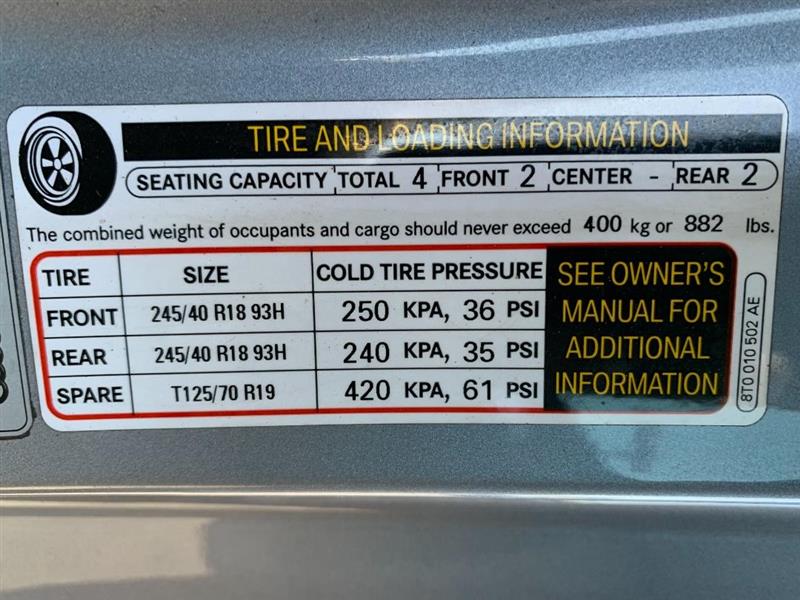 TIRE AND LOADING INFORMATION
SEATING CAPACITY TOTAL 4 FRONT 2 CENTER - REAR 2
The combined weight of occupants and cargo should never exceed 400 kg or 882 lbs.
TIRE SIZE COLD TIRE PRESSURE
FRONT 245/40 R18 93H 250 KPA, 36 PSI
REAR 245/40 R18 93H 240 KPA, 35 PSI
SPARE T125/70 R19 420 KPA, 61 PSI
SEE OWNER'S
MANUAL FOR
ADDITIONAL
INFORMATION
8T0 010 502 AE